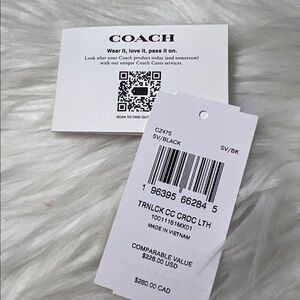 COACH
Wear it, love it, pass it on.
Look after your Coach product today (and tomorrow)
with our unique Coach Cares services.
SCAN TO FIND OUT
CZ475
SV/BLACK
SV/BK
1 96395 66284 5
TRNLCK CC CROC LTH
10011161MX01
MADE IN VIETNAM
COMPARABLE VALUE
$228.00 USD
$280.00 CAD